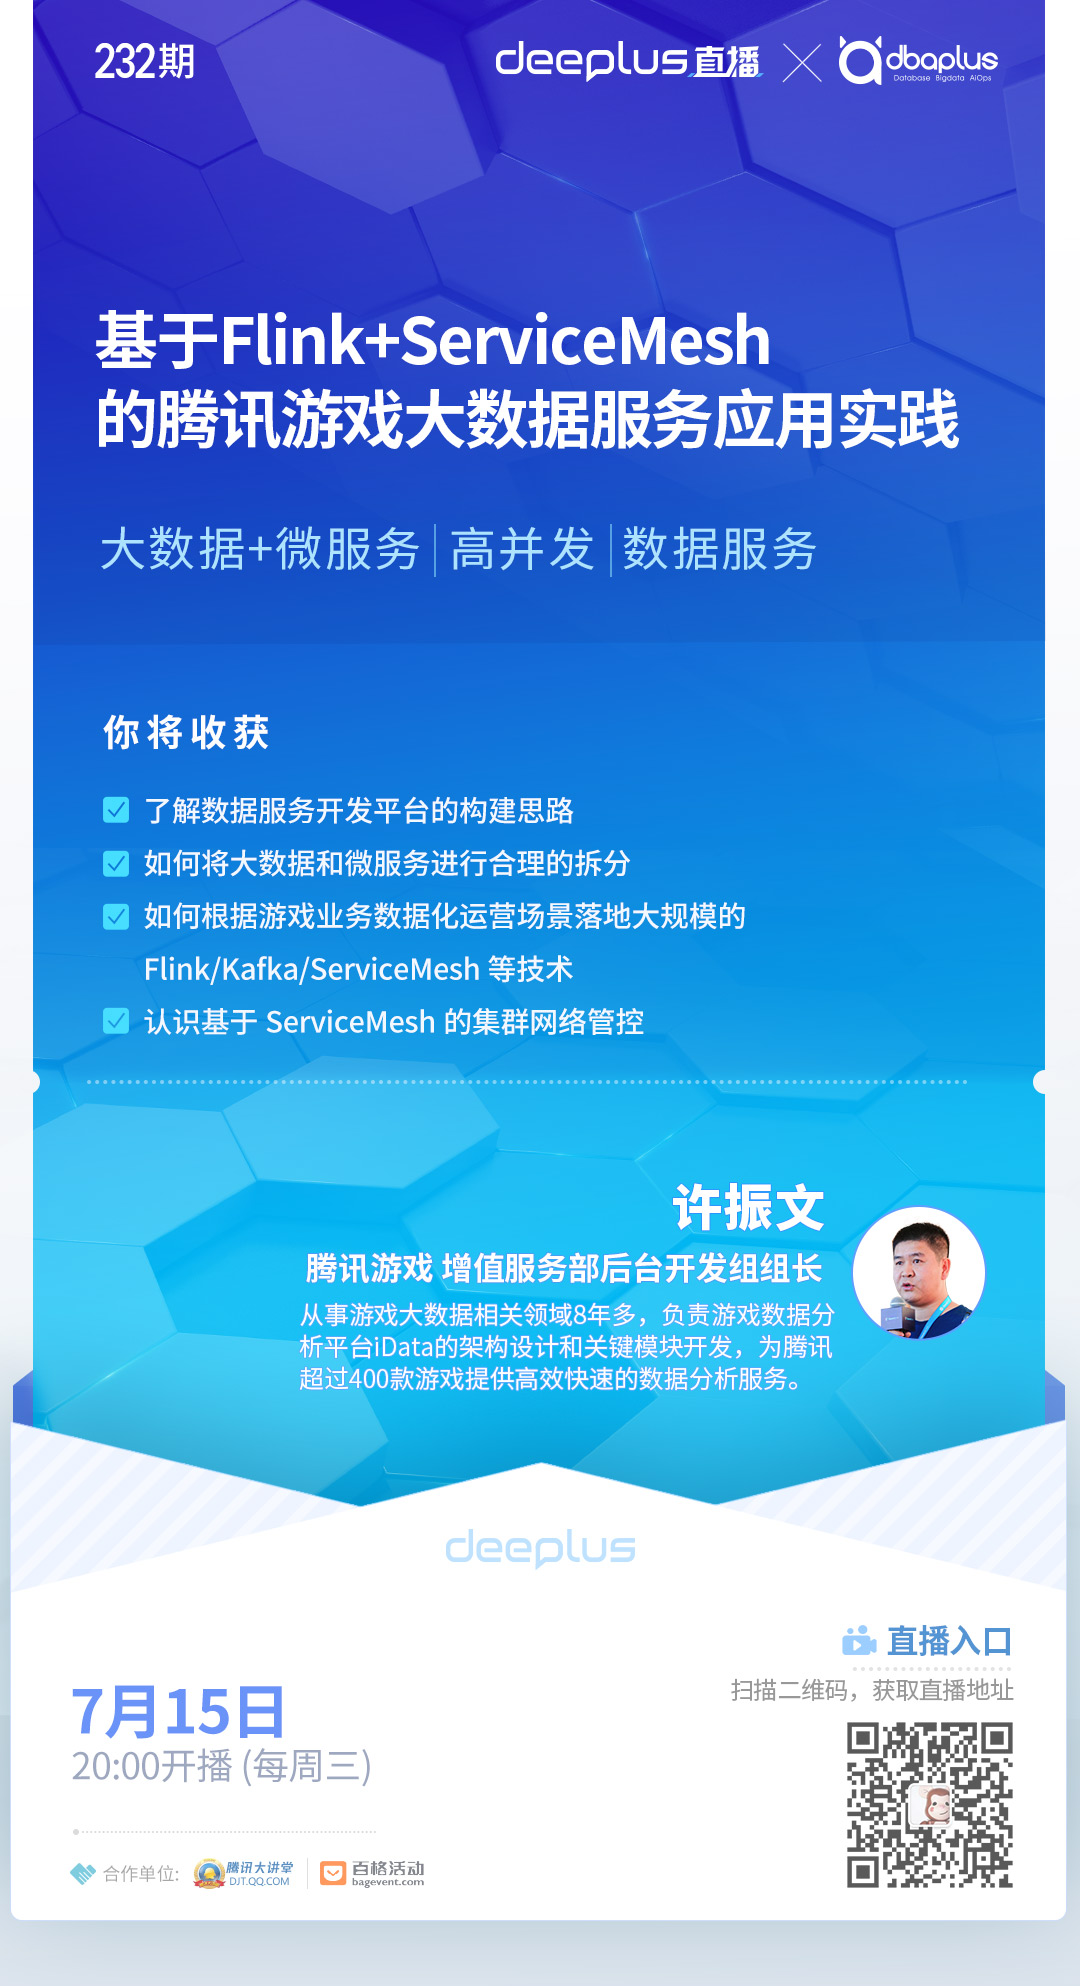 232期
deeplus直播
dbaplus
Database Bigdata AiOps
基于Flink+ServiceMesh
的腾讯游戏大数据服务应用实践
大数据+微服务|高并发|数据服务
你将收获
了解数据服务开发平台的构建思路
如何将大数据和微服务进行合理的拆分
如何根据游戏业务数据化运营场景落地大规模的
Flink/Kafka/ServiceMesh 等技术
认识基于 ServiceMesh 的集群网络管控
许振文
腾讯游戏 增值服务部后台开发组组长
从事游戏大数据相关领域8年多，负责游戏数据分
析平台iData的架构设计和关键模块开发，为腾讯
超过400款游戏提供高效快速的数据分析服务。
deeplus
直播入口
扫描二维码，获取直播地址
7月15日
20:00开播 (每周三)
合作单位:
腾讯大讲堂
DJT.QQ.COM
百格活动
bagevent.com